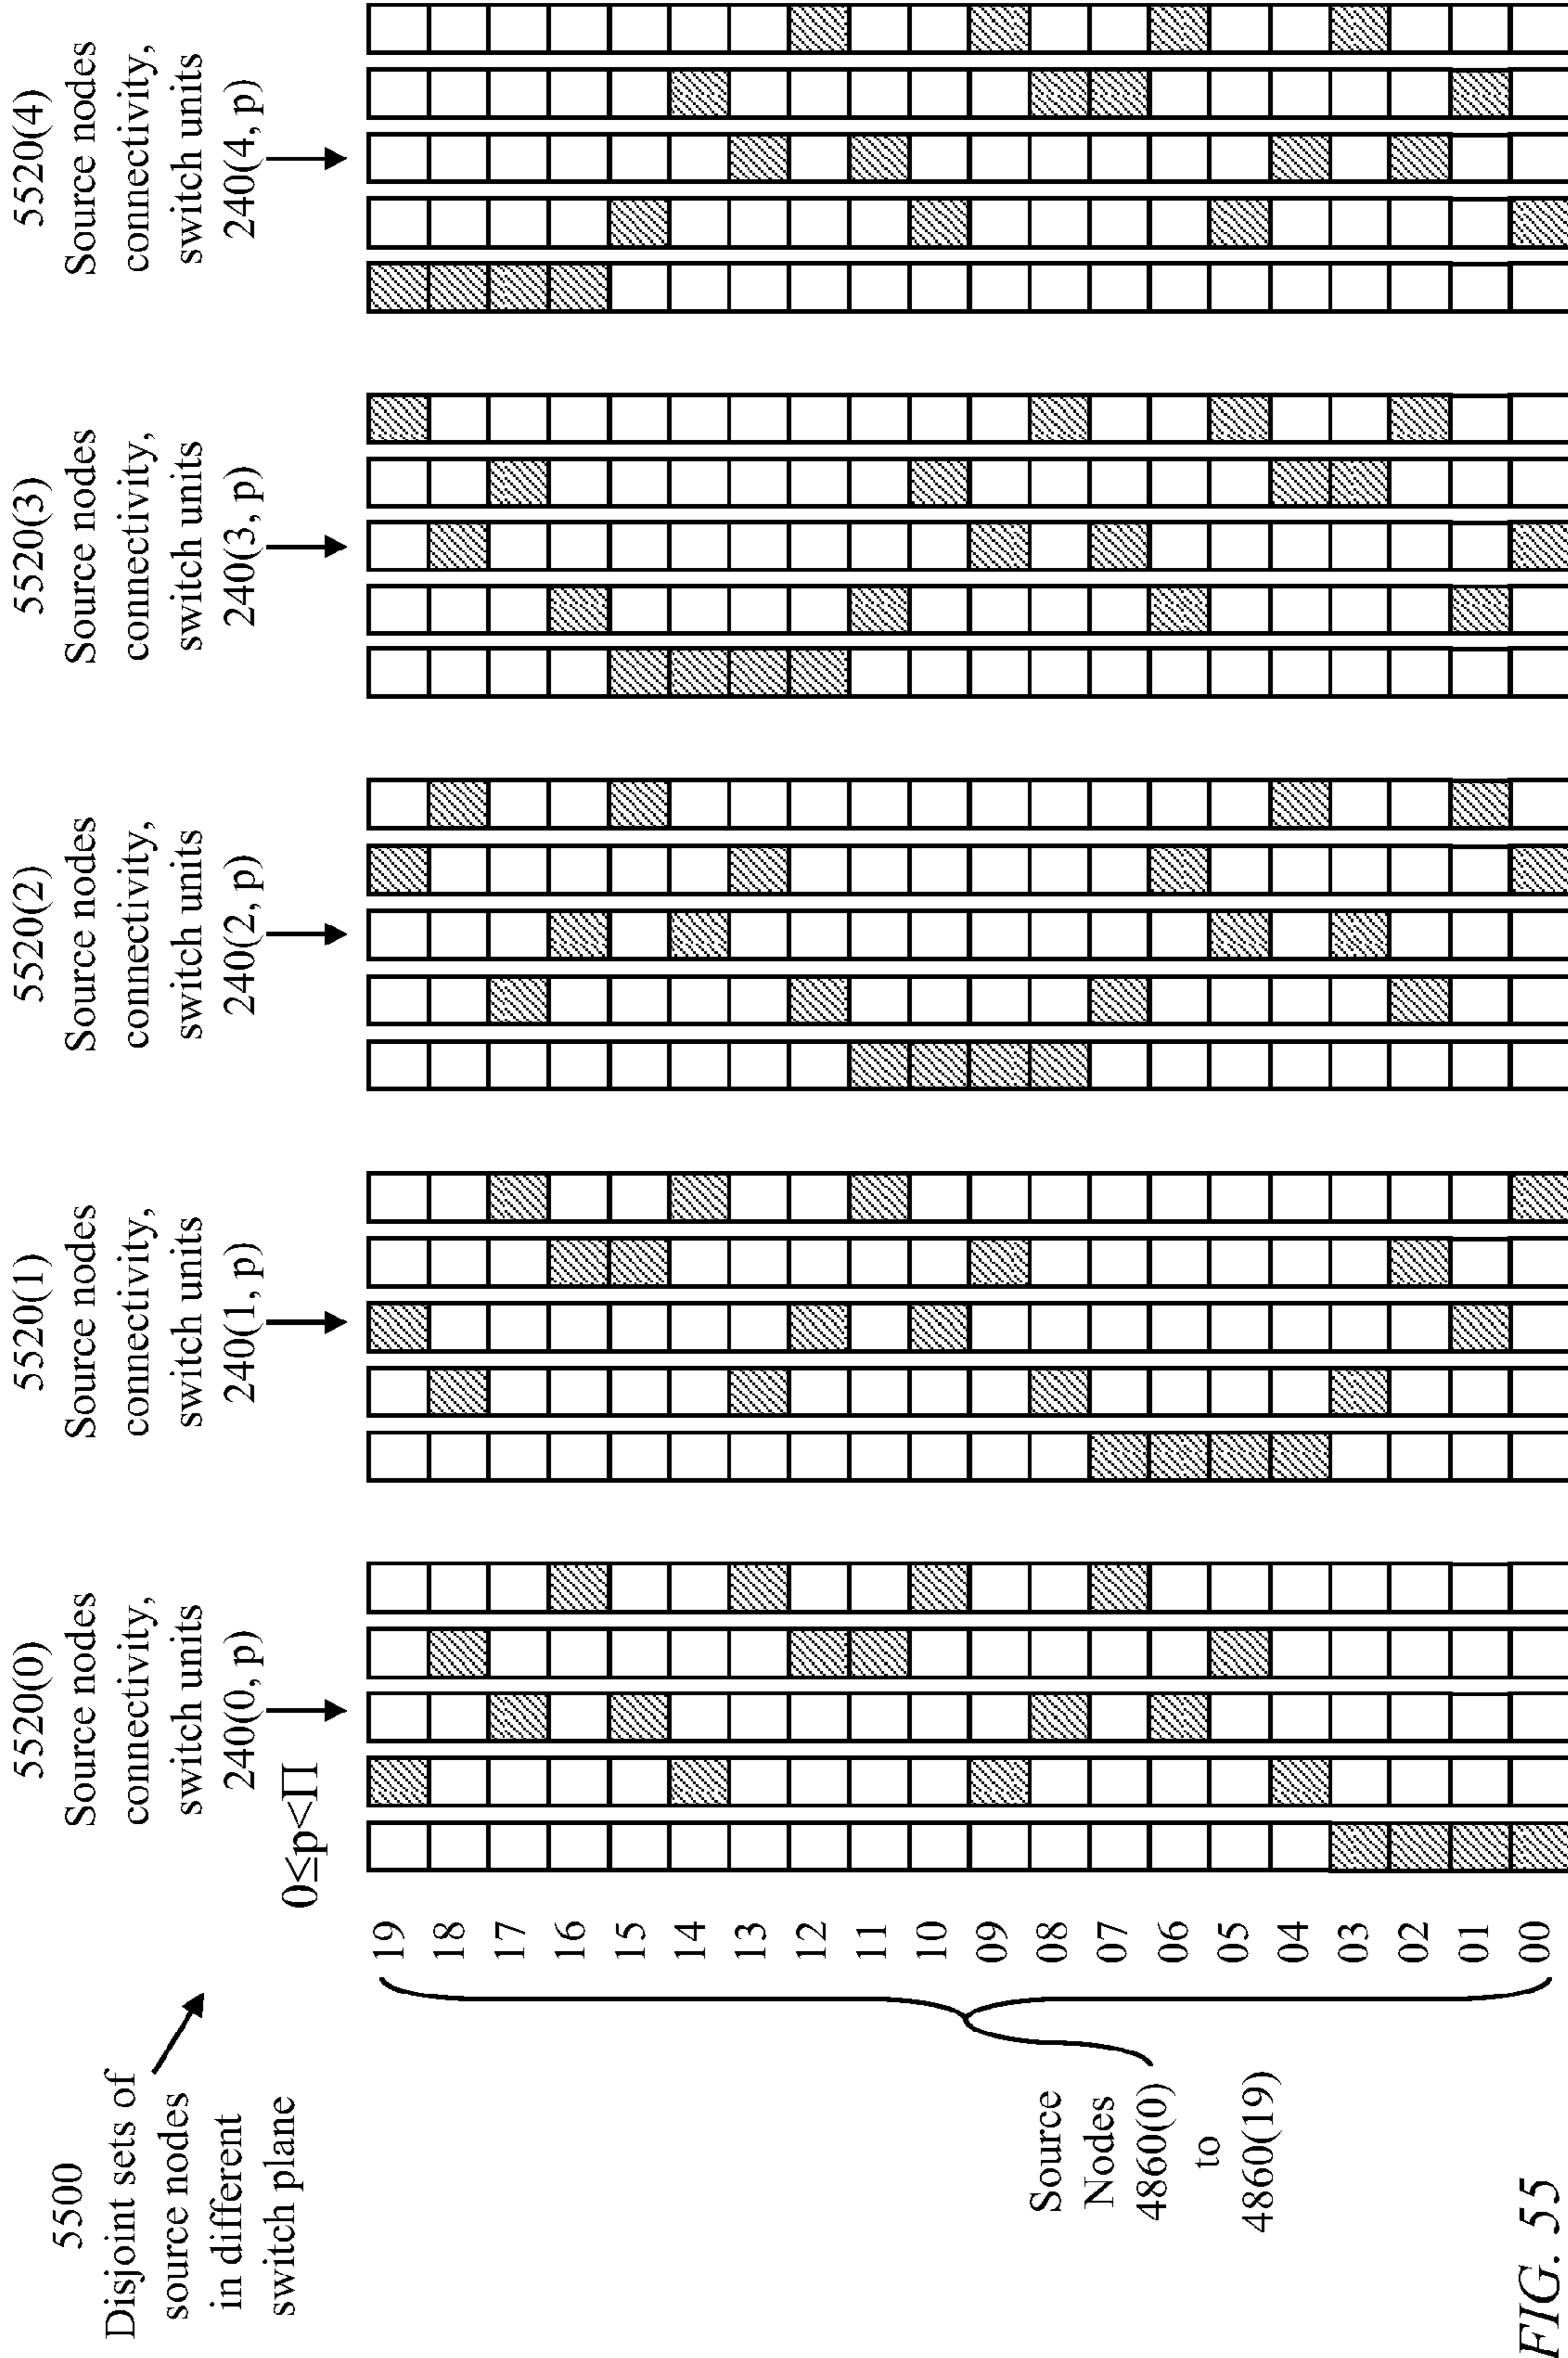 5500
Disjoint sets of
source nodes
in different
switch plane
0≤p<Π
5520(0)
Source nodes
connectivity,
switch units
240(0, p)
5520(1)
Source nodes
connectivity,
switch units
240(1, p)
5520(2)
Source nodes
connectivity,
switch units
240(2, p)
5520(3)
Source nodes
connectivity,
switch units
240(3, p)
5520(4)
Source nodes
connectivity,
switch units
240(4, p)
19
18
17
16
15
14
13
12
11
10
09
08
07
06
05
04
03
02
01
00
Source
Nodes
4860(0)
to
4860(19)
FIG. 55